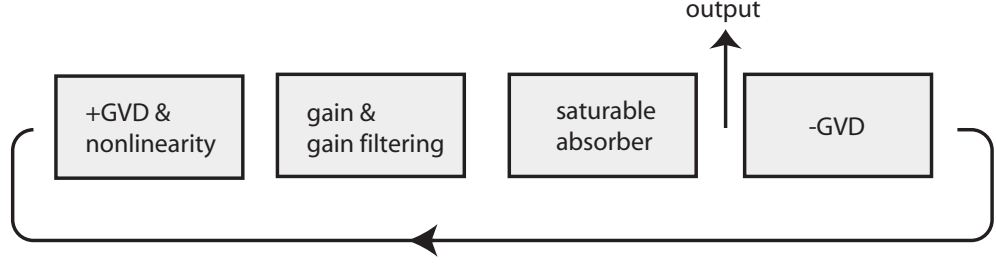 output
+GVD &
nonlinearity
gain &
gain filtering
saturable
absorber
-GVD